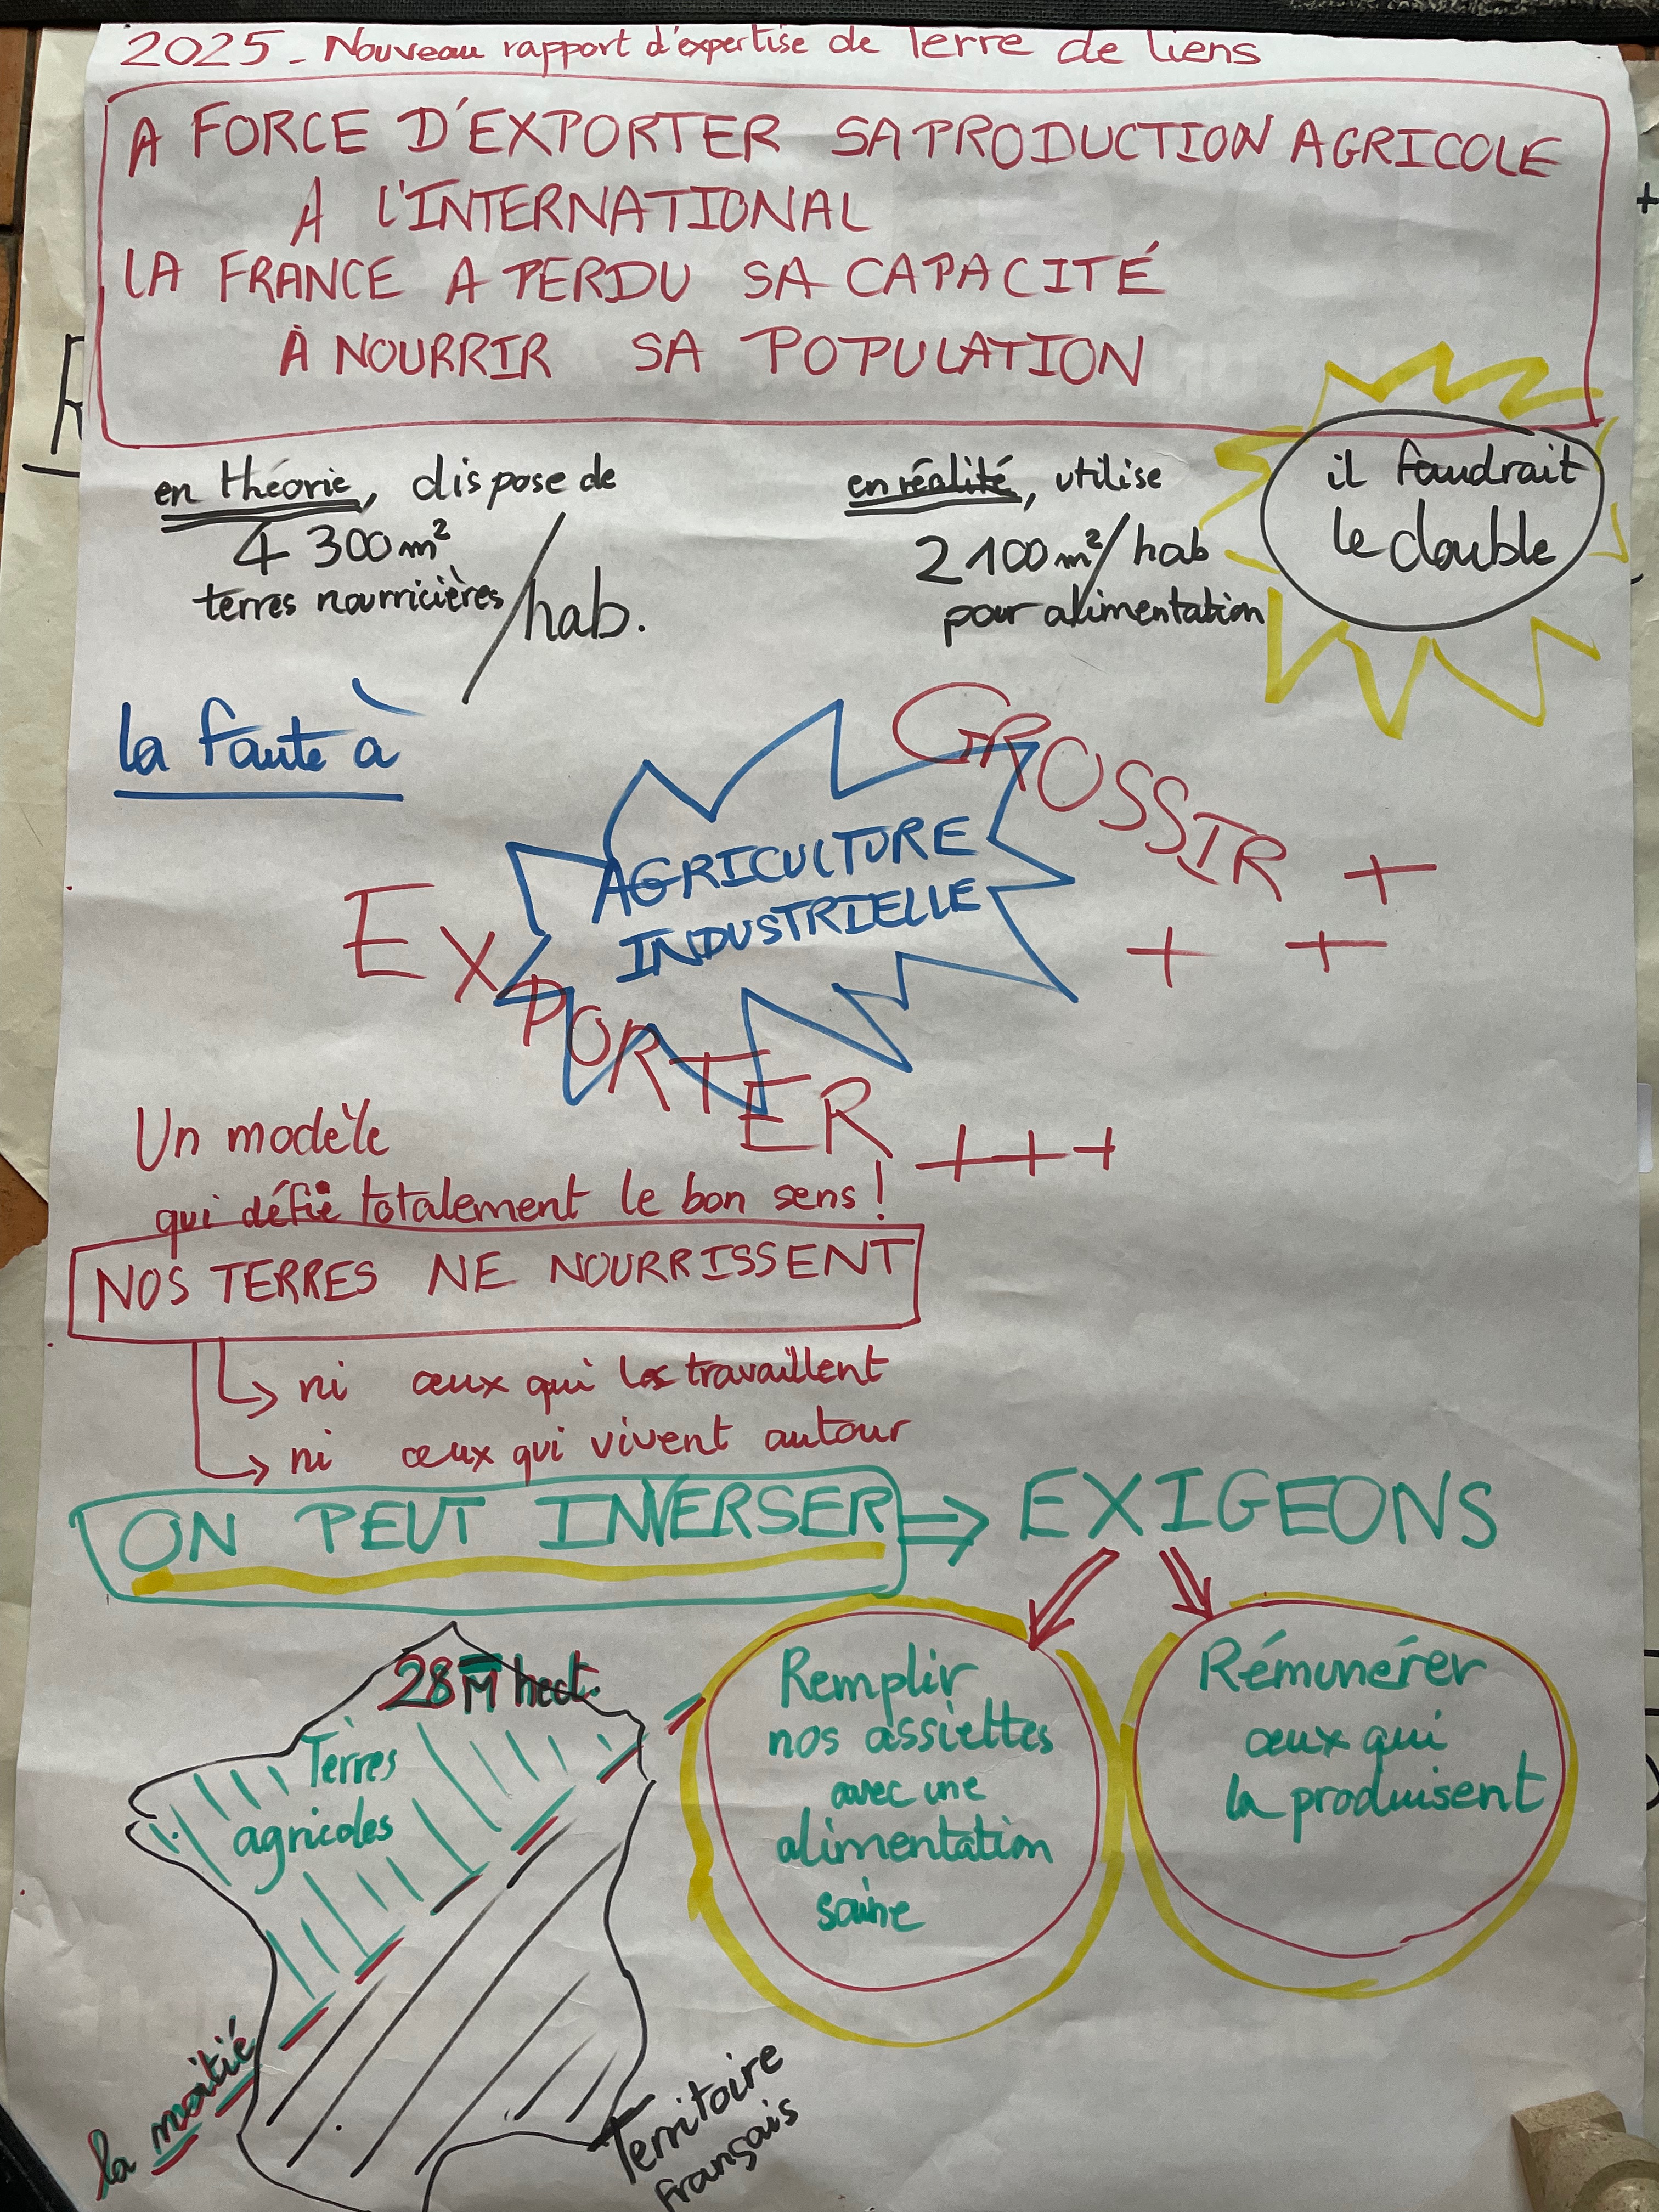 2025_ Nouveau rapport d'expertise de Terre de liens
A FORCE D'EXPORTER SA PRODUCTION AGRICOLE
A L'INTERNATIONAL
LA FRANCE A PERDU SA CAPACITÉ
À NOURRIR SA POPULATION
en théorie, dispose de
4 300 m²
terres nourricières/hab.
en réalité, utilise
2 100 m²/hab
pour alimentation
il faudrait
le double
la faute à
AGRICULTURE
INDUSTRIELLE
GROSSIR +
+ +
EXPORTER +++
Un modèle
qui défie totalement le bon sens !
NOS TERRES NE NOURRISSENT
ni ceux qui les travaillent
ni ceux qui vivent autour
ON PEUT INVERSER ⇒ EXIGEONS
Remplir
nos assiettes
avec une
alimentation
saine
Rémunérer
ceux qui
la produisent
28 M hect.
Terres
agricoles
la moitié
Territoire
français